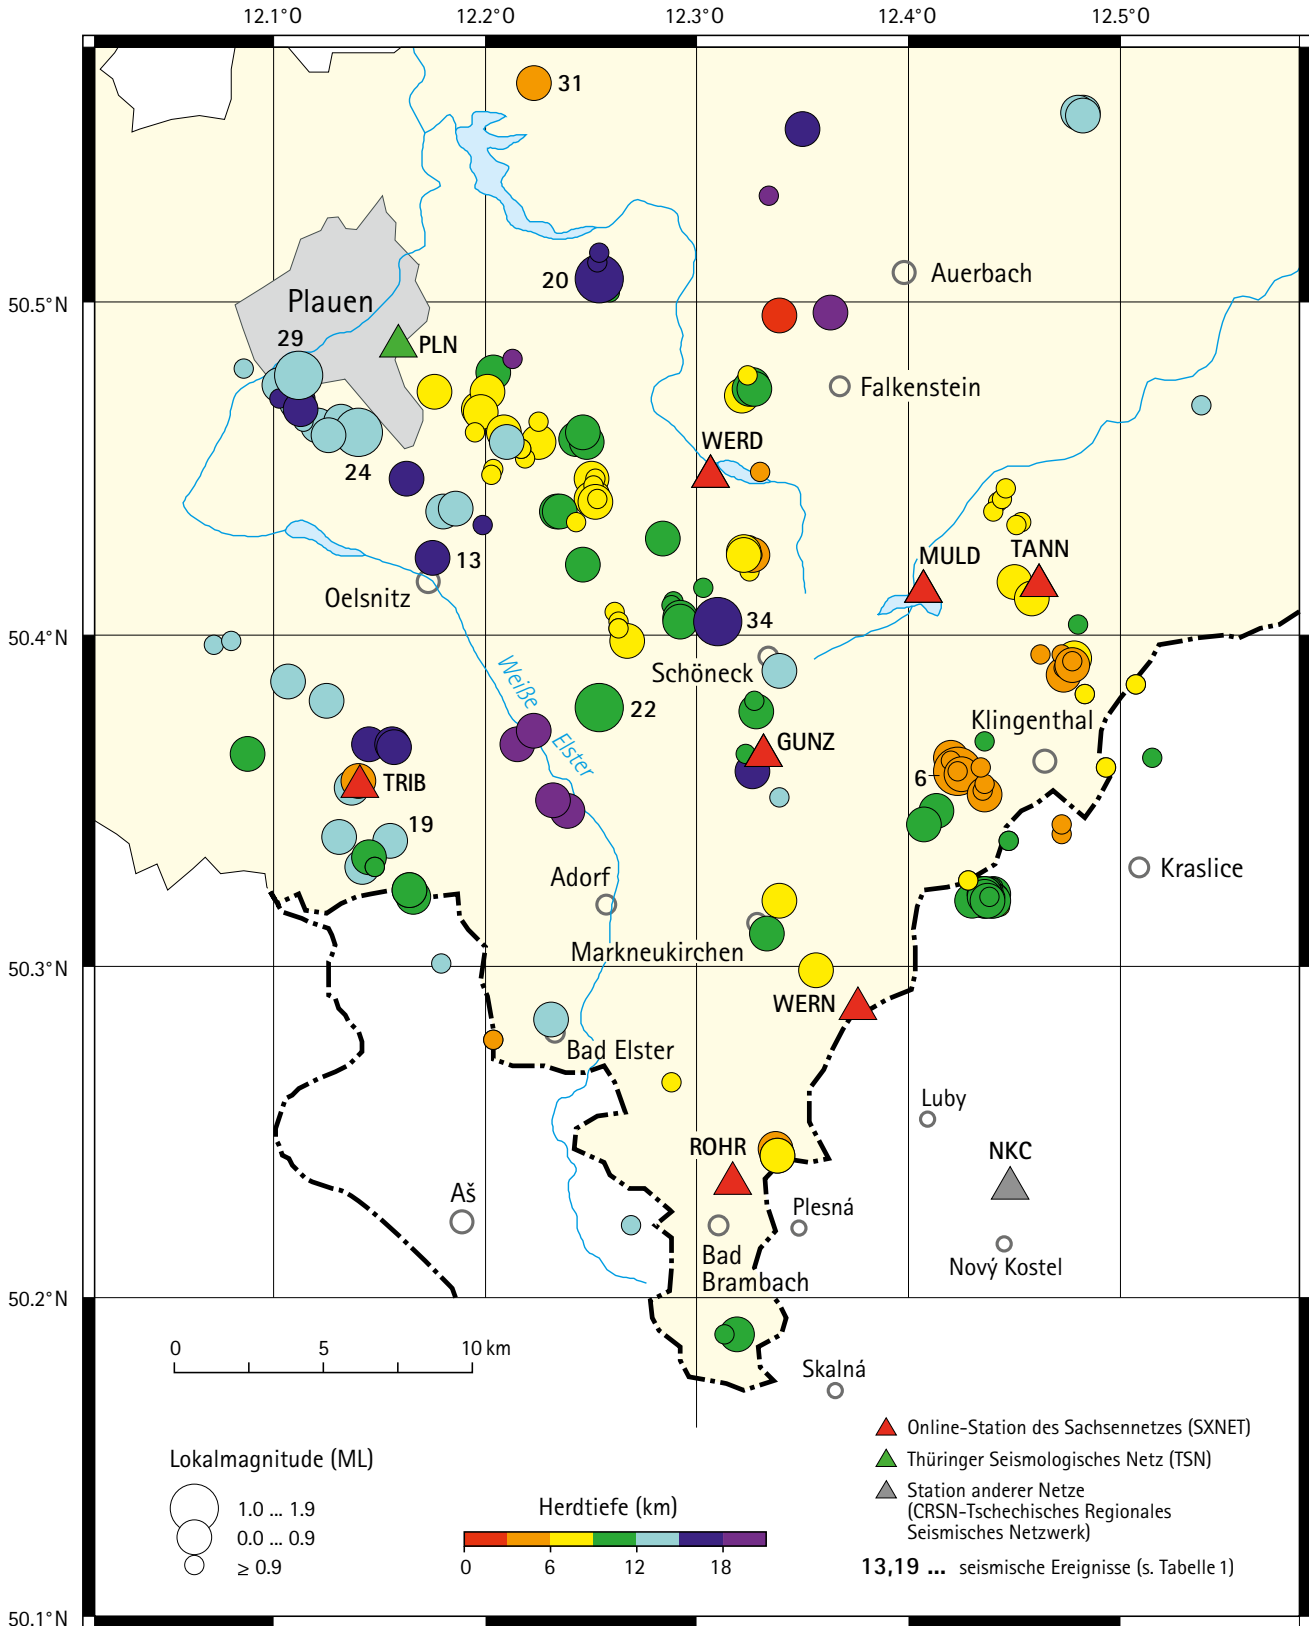 12.1°O 12.2°O 12.3°O 12.4°O 12.5°O
31
20
Auerbach
50.5°N
Plauen
29
PLN
Falkenstein
WERD
24
13
MULD
TANN
Oelsnitz
34
50.4°N
Weiße
Elster
Schöneck
22
Klingenthal
GUNZ
TRIB
6
19
Kraslice
Adorf
Markneukirchen
50.3°N
WERN
Bad Elster
Luby
ROHR
NKC
Aš
Plesná
Bad
Brambach
Nový Kostel
50.2°N
0 5 10 km
Skalná
Online-Station des Sachsennetzes (SXNET)
Thüringer Seismologisches Netz (TSN)
Station anderer Netze
(CRSN-Tschechisches Regionales
Seismisches Netzwerk)
13,19 ... seismische Ereignisse (s. Tabelle 1)
Lokalmagnitude (ML)
1.0 ... 1.9
0.0 ... 0.9
≥ 0.9
Herdtiefe (km)
0 6 12 18
50.1°N